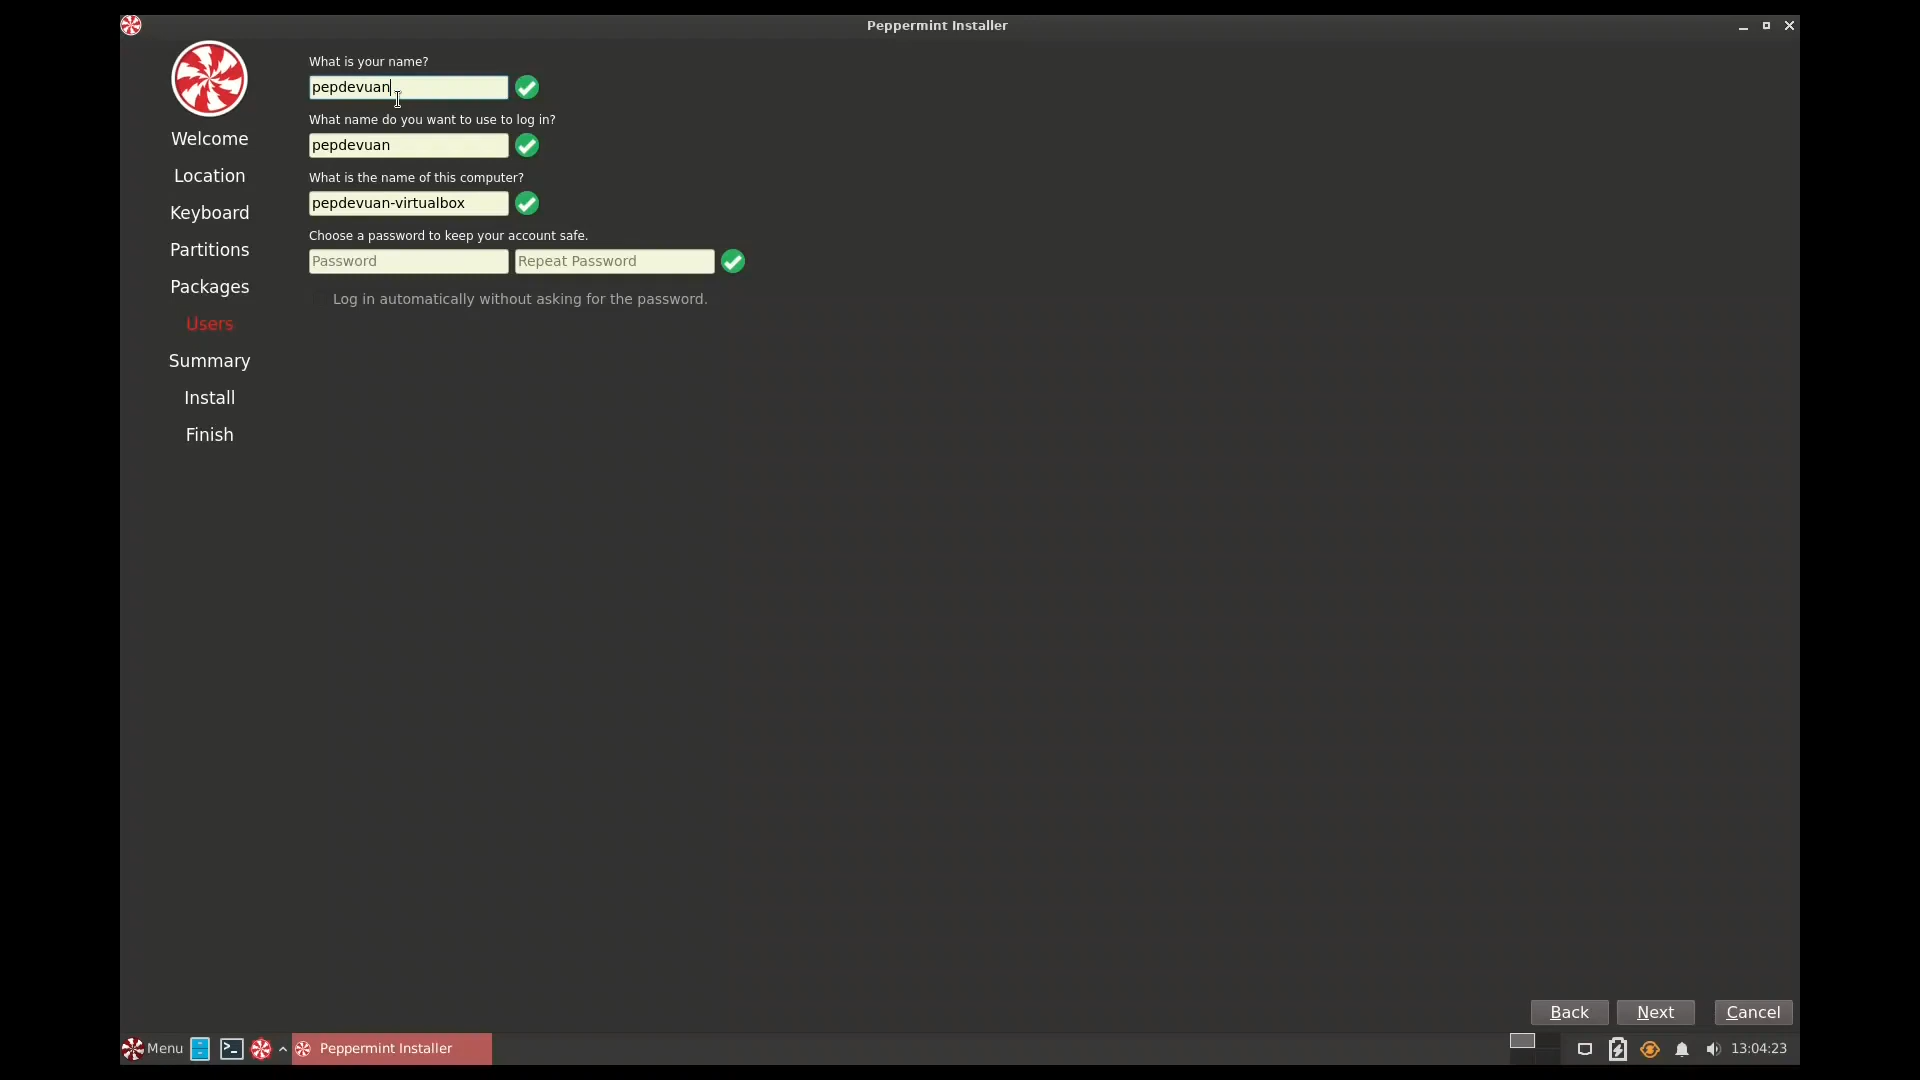 Peppermint Installer
What is your name?
pepdevuan
What name do you want to use to log in?
pepdevuan
What is the name of this computer?
pepdevuan-virtualbox
Choose a password to keep your account safe.
Password Repeat Password
Log in automatically without asking for the password.
Welcome
Location
Keyboard
Partitions
Packages
Users
Summary
Install
Finish
Back Next Cancel
Menu Peppermint Installer 13:04:23